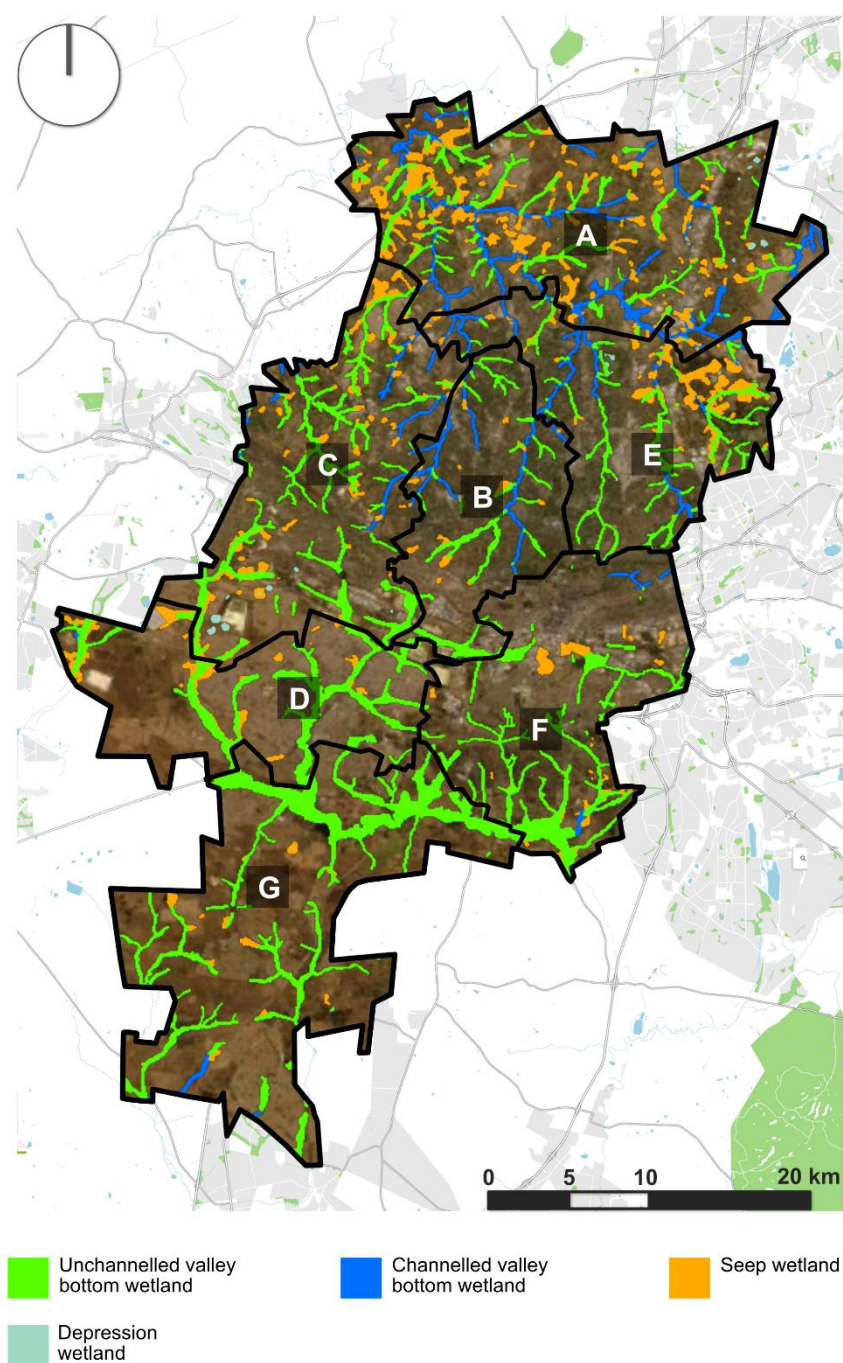 A
C
E
B
D
F
G
0 5 10 20 km
Unchannelled valley
bottom wetland
Channelled valley
bottom wetland
Seep wetland
Depression
wetland